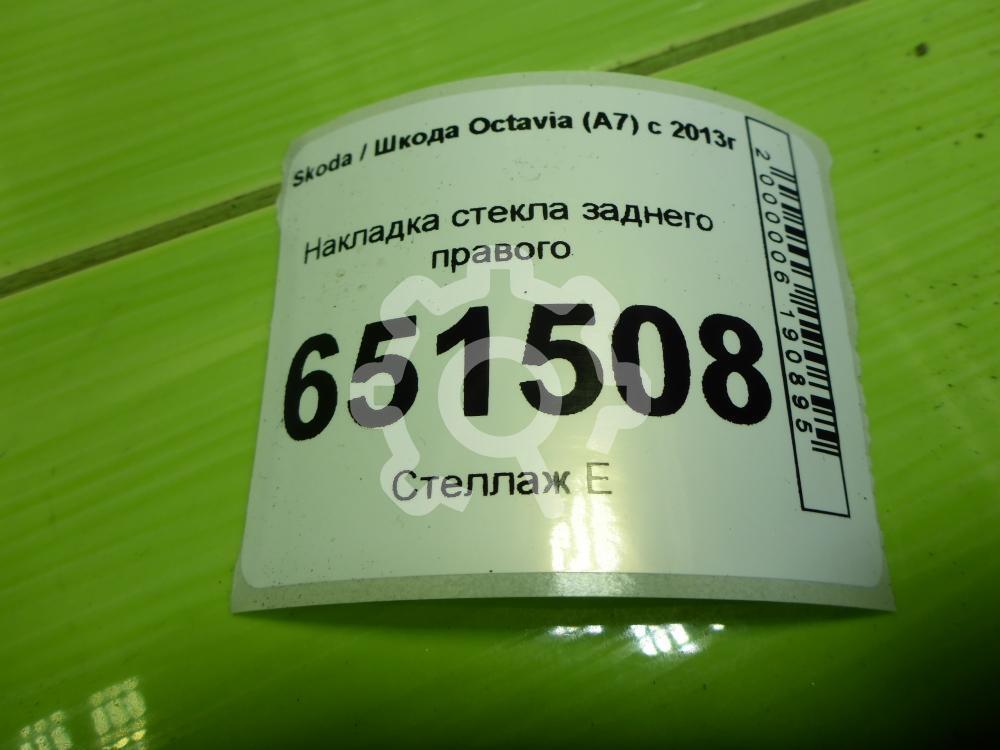 Skoda / Шкода Octavia (A7) с 2013г
Накладка стекла заднего
правого
651508
Стеллаж E
2000006190895